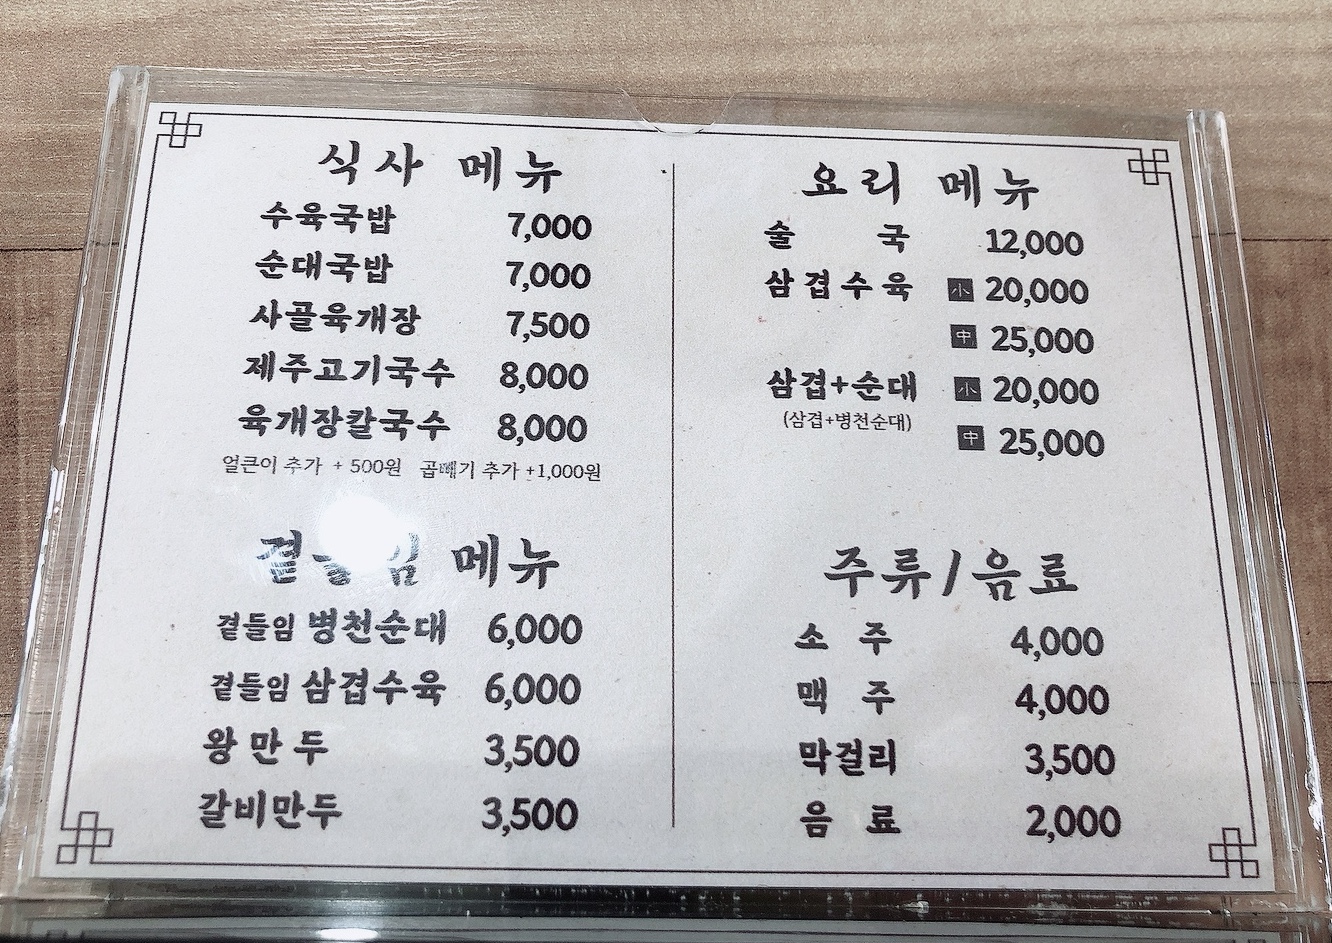 식사 메뉴
수육국밥 7,000
순대국밥 7,000
사골육개장 7,500
제주고기국수 8,000
육개장칼국수 8,000
얼큰이 추가 + 500원 곱빼기 추가 +1,000원
곁들임 메뉴
곁들임 병천순대 6,000
곁들임 삼겹수육 6,000
왕만두 3,500
갈비만두 3,500
요리 메뉴
술국 12,000
삼겹수육 小 20,000
中 25,000
삼겹+순대 小 20,000
(삼겹+병천순대)
中 25,000
주류/음료
소주 4,000
맥주 4,000
막걸리 3,500
음료 2,000